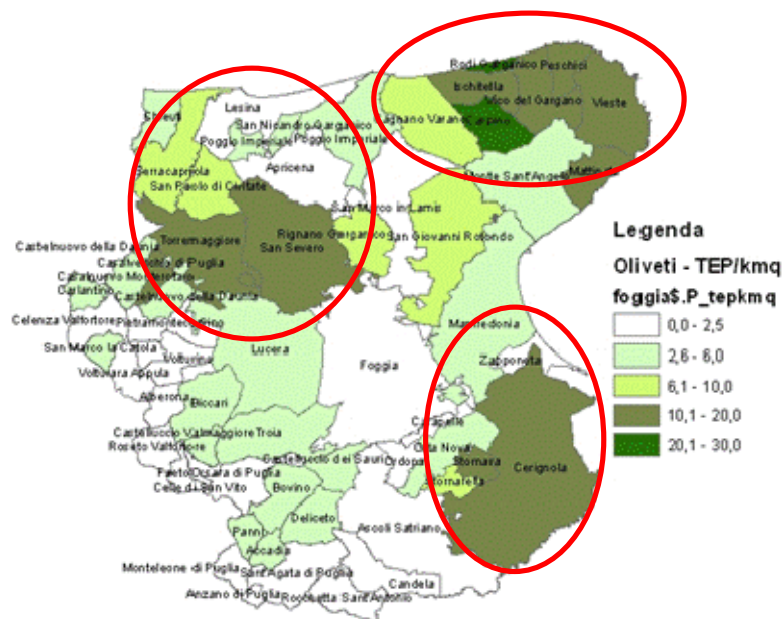 Rodi Garganico
Peschici
Ischitella
Vico del Gargano
Vieste
Cagnano Varano
Carpino
Lesina
San Nicandro Garganico
Chieuti
Poggio Imperiale
Poggio Imperiale
Apricena
Serracapriola
San Paolo di Civitate
Monte Sant'Angelo
San Marco in Lamis
Rignano Garganico
San Giovanni Rotondo
Torremaggiore
San Severo
Castelnuovo della Daunia
Casalvecchio di Puglia
Casalnuovo Monterotaro
Carlantino
Castelnuovo della Daunia
Celenza Valfortore
Pietramontecorvino
Manfredonia
San Marco la Catola
Lucera
Zapponeta
Volturina
Foggia
Volturara Appula
Alberona
Biccari
Carapelle
Castelluccio Valmaggiore
Troia
Orta Nova
Roseto Valfortore
Ordona
Stornara
Cerignola
Castelluccio dei Sauri
Faeto
Orsara di Puglia
Celle di San Vito
Bovino
Stornarella
Deliceto
Ascoli Satriano
Panni
Accadia
Monteleone di Puglia
Sant'Agata di Puglia
Candela
Anzano di Puglia
Rocchetta Sant'Antonio
Legenda
Oliveti - TEP/kmq
foggia$.P_tepkmq
0,0 - 2,5
2,6 - 6,0
6,1 - 10,0
10,1 - 20,0
20,1 - 30,0